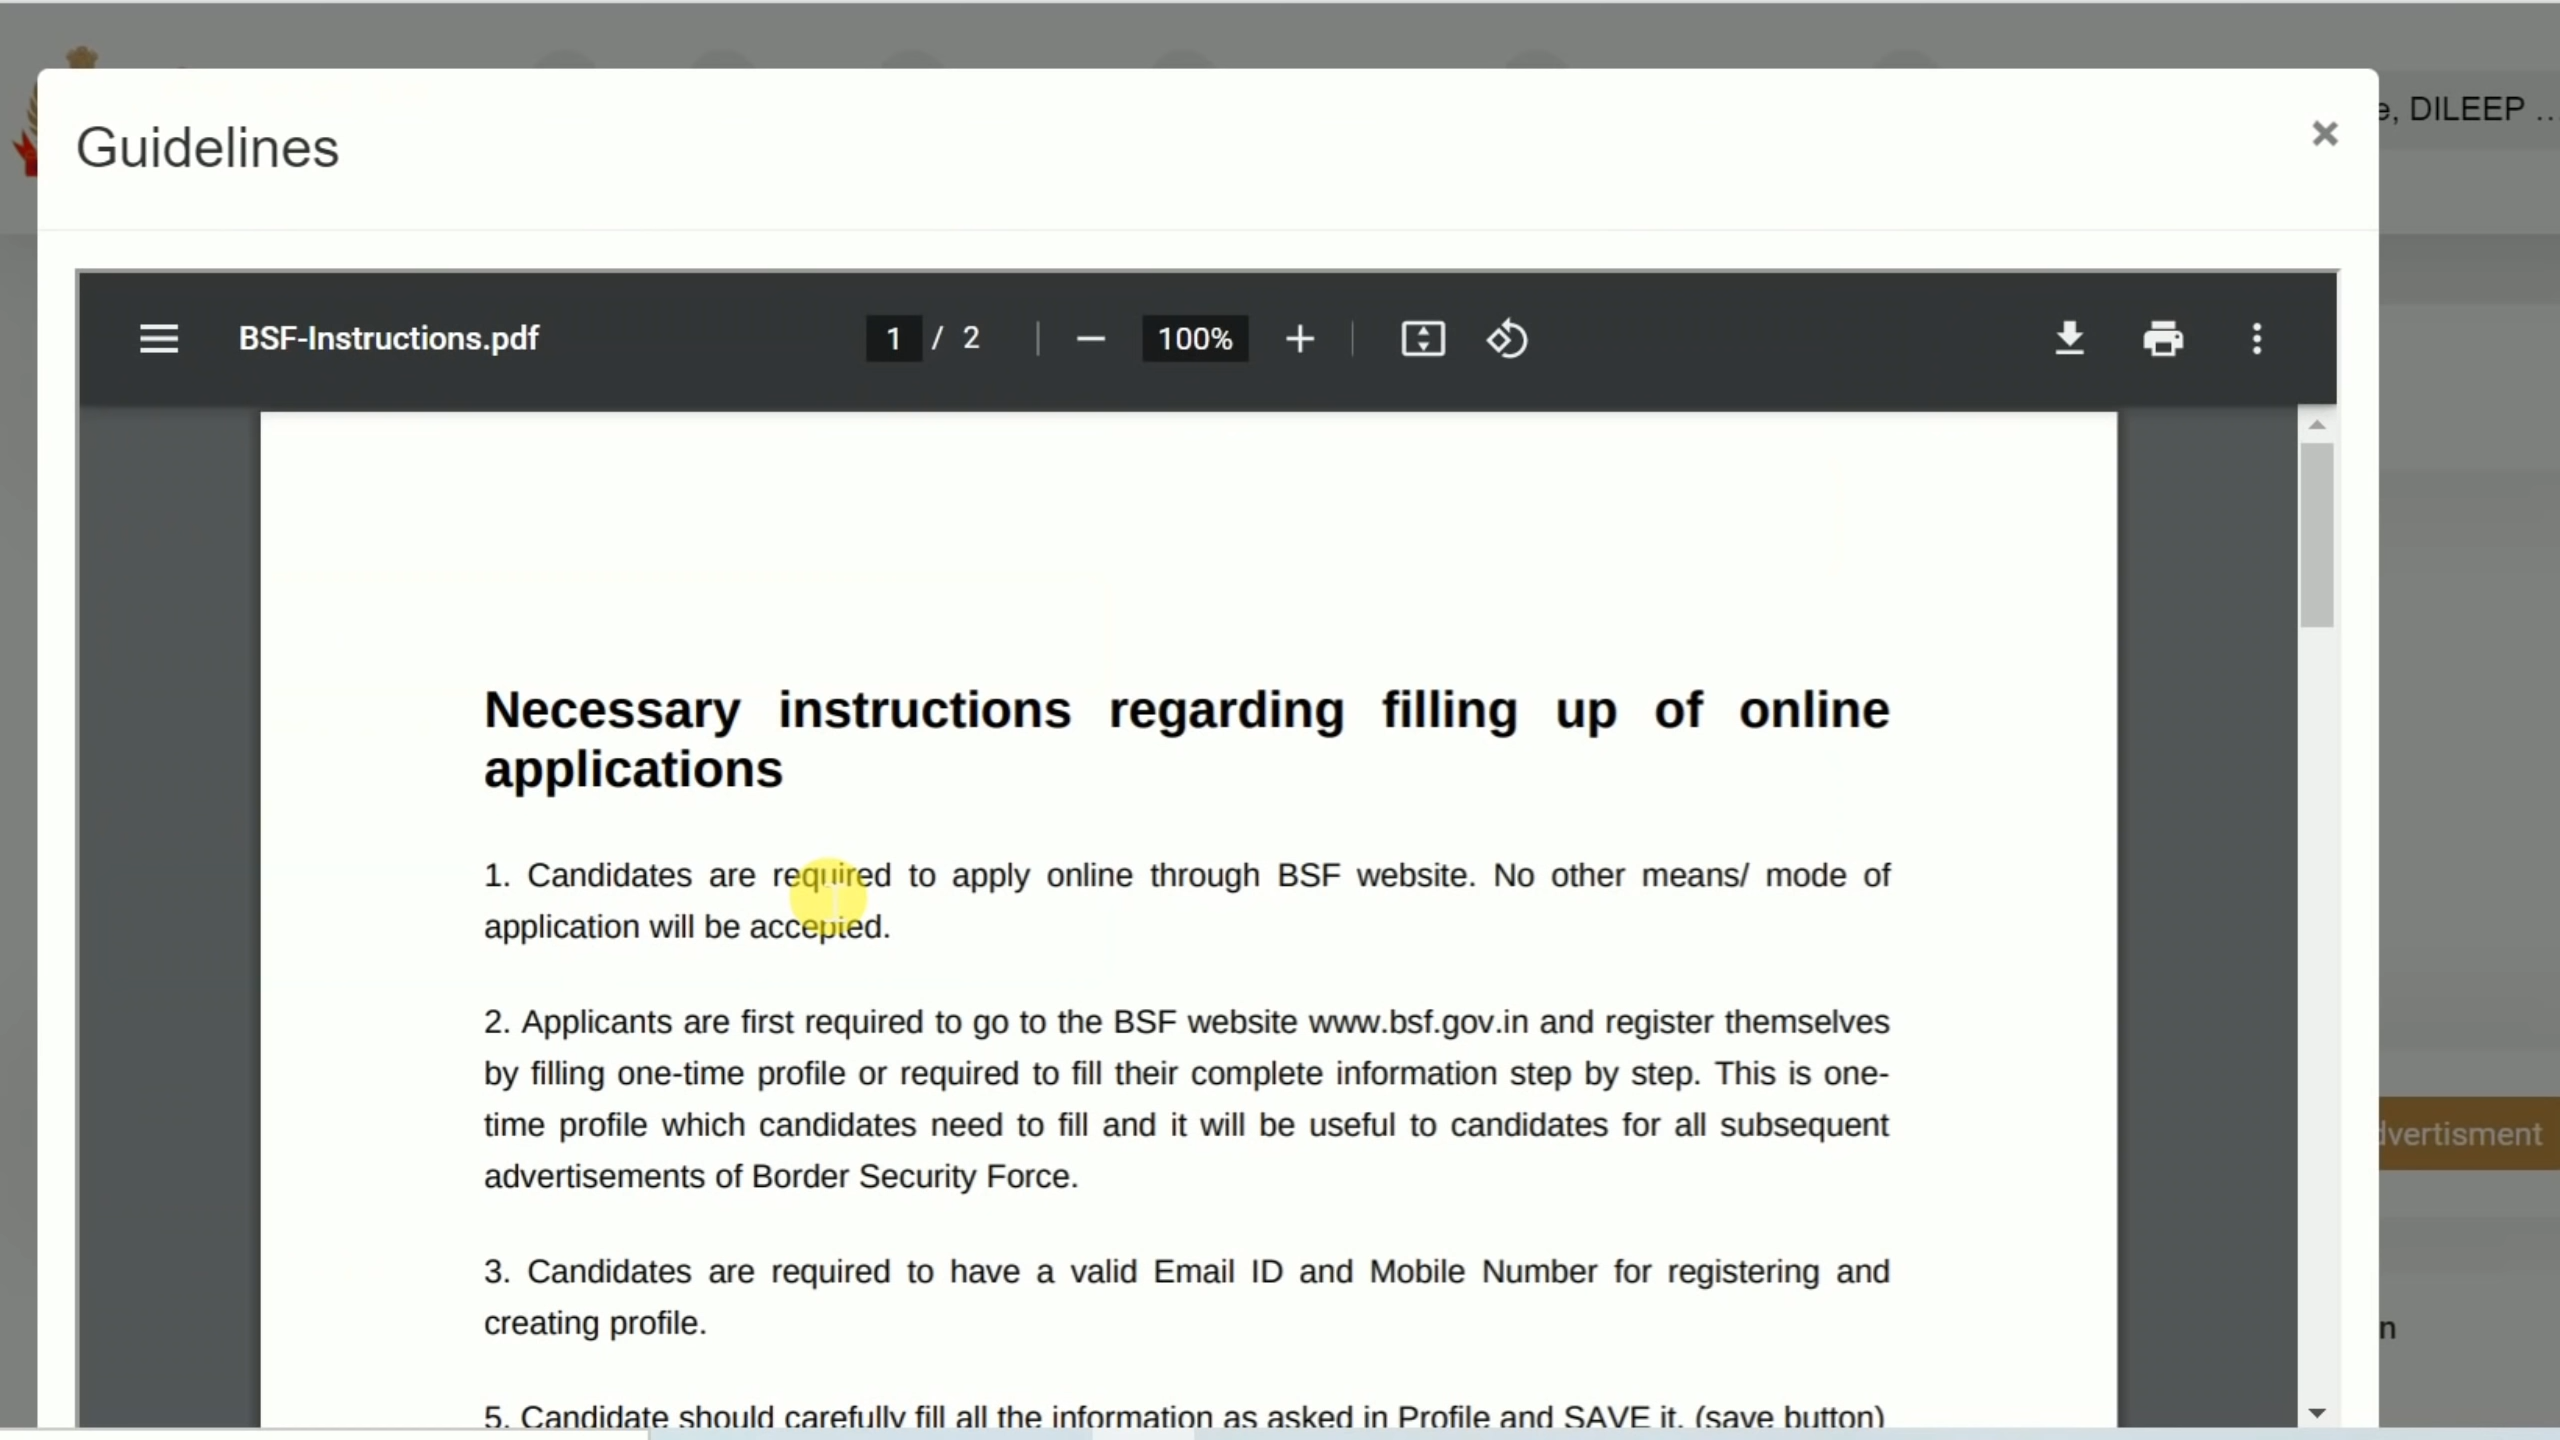 e, DILEEP ...
Guidelines
BSF-Instructions.pdf
1 / 2
100%
Necessary instructions regarding filling up of online
applications
1. Candidates are required to apply online through BSF website. No other means/ mode of
application will be accepted.
2. Applicants are first required to go to the BSF website www.bsf.gov.in and register themselves
by filling one-time profile or required to fill their complete information step by step. This is one-
time profile which candidates need to fill and it will be useful to candidates for all subsequent
advertisements of Border Security Force.
dvertisment
3. Candidates are required to have a valid Email ID and Mobile Number for registering and
creating profile.
n
5. Candidate should carefully fill all the information as asked in Profile and SAVE it. (save button)